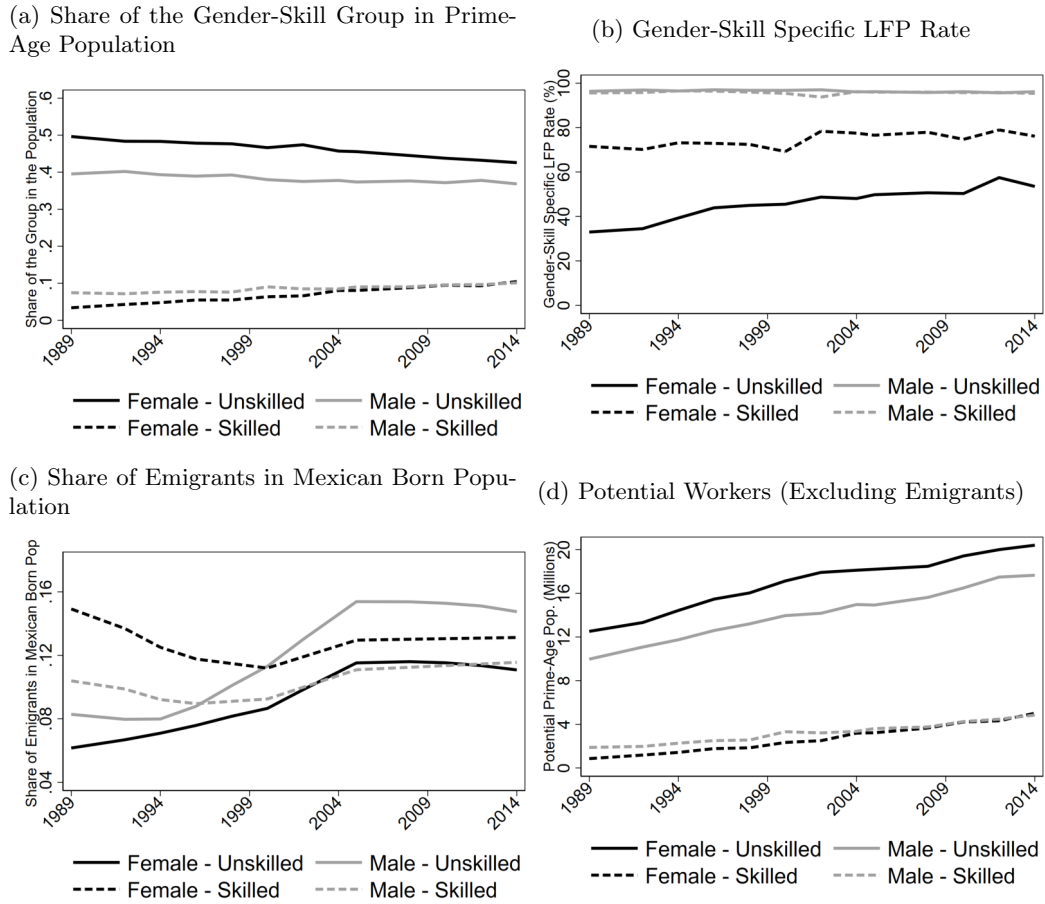 (a) Share of the Gender-Skill Group in Prime-
Age Population
Share of the Group in the Population
0
.1
.2
.3
.4
.5
.6
1989
1994
1999
2004
2009
2014
Female - Unskilled
Male - Unskilled
Female - Skilled
Male - Skilled
(b) Gender-Skill Specific LFP Rate
Gender-Skill Specific LFP Rate (%)
0
20
40
60
80
100
1989
1994
1999
2004
2009
2014
Female - Unskilled
Male - Unskilled
Female - Skilled
Male - Skilled
(c) Share of Emigrants in Mexican Born Popu-
lation
Share of Emigrants in Mexican Born Pop
.04
.08
.12
.16
1989
1994
1999
2004
2009
2014
Female - Unskilled
Male - Unskilled
Female - Skilled
Male - Skilled
(d) Potential Workers (Excluding Emigrants)
Potential Prime-Age Pop. (Millions)
0
4
8
12
16
20
1989
1994
1999
2004
2009
2014
Female - Unskilled
Male - Unskilled
Female - Skilled
Male - Skilled